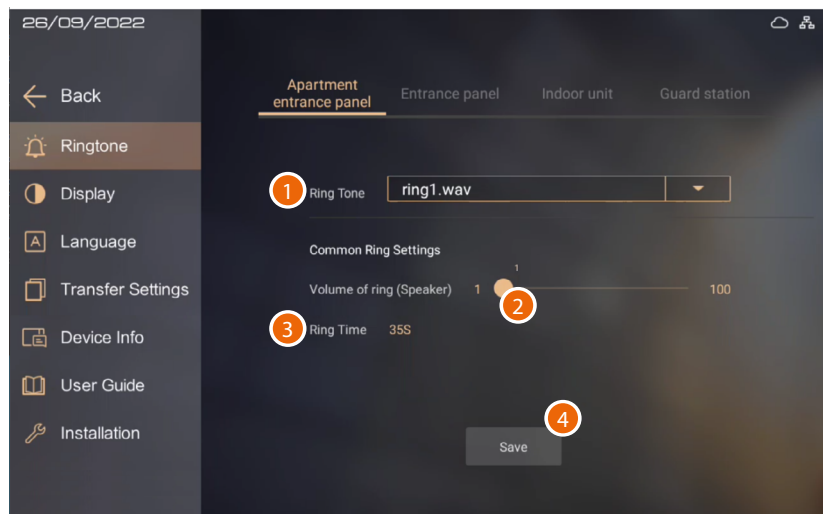 26/09/2022
Back
Ringtone
Display
A Language
Transfer Settings
Device Info
User Guide
Installation
Apartment
entrance panel
Entrance panel
Indoor unit
Guard station
1 Ring Tone ring1.wav
Common Ring Settings
1
Volume of ring (Speaker) 1 100
2
3 Ring Time 35S
4
Save